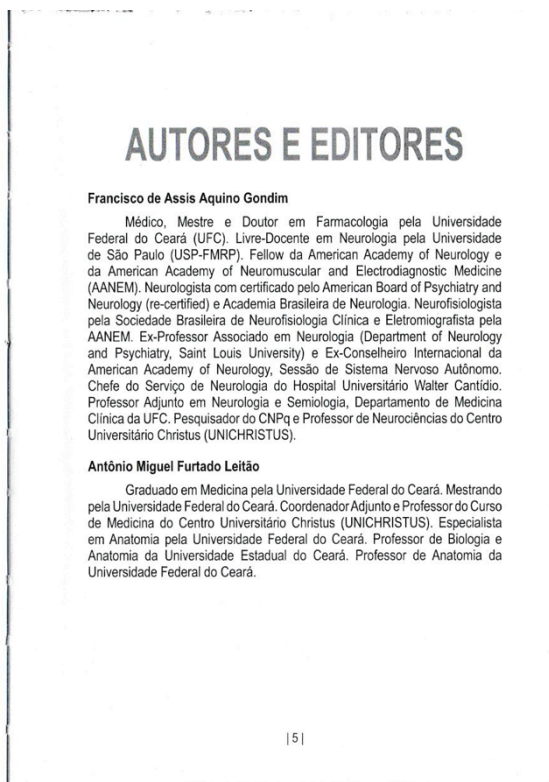 AUTORES E EDITORES
Francisco de Assis Aquino Gondim
Médico, Mestre e Doutor em Farmacologia pela Universidade
Federal do Ceará (UFC). Livre-Docente em Neurologia pela Universidade
de São Paulo (USP-FMRP). Fellow da American Academy of Neurology e
da American Academy of Neuromuscular and Electrodiagnostic Medicine
(AANEM). Neurologista com certificado pelo American Board of Psychiatry and
Neurology (re-certified) e Academia Brasileira de Neurologia. Neurofisiologista
pela Sociedade Brasileira de Neurofisiologia Clínica e Eletromiografista pela
AANEM. Ex-Professor Associado em Neurologia (Department of Neurology
and Psychiatry, Saint Louis University) e Ex-Conselheiro Internacional da
American Academy of Neurology, Sessão de Sistema Nervoso Autônomo.
Chefe do Serviço de Neurologia do Hospital Universitário Walter Cantídio.
Professor Adjunto em Neurologia e Semiologia, Departamento de Medicina
Clínica da UFC. Pesquisador do CNPq e Professor de Neurociências do Centro
Universitário Christus (UNICHRISTUS).
Antônio Miguel Furtado Leitão
Graduado em Medicina pela Universidade Federal do Ceará. Mestrando
pela Universidade Federal do Ceará. Coordenador Adjunto e Professor do Curso
de Medicina do Centro Universitário Christus (UNICHRISTUS). Especialista
em Anatomia pela Universidade Federal do Ceará. Professor de Biologia e
Anatomia da Universidade Estadual do Ceará. Professor de Anatomia da
Universidade Federal do Ceará.
|5|